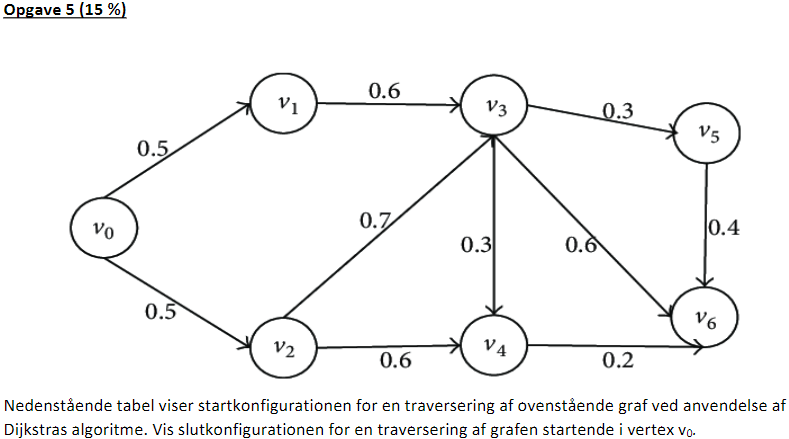 Opgave 5 (15 %)
v1
0.6
v3
0.3
v5
0.5
v0
0.7
0.3
0.6
0.4
0.5
v2
0.6
v4
0.2
v6
Nedenstående tabel viser startkonfigurationen for en traversering af ovenstående graf ved anvendelse af
Dijkstras algoritme. Vis slutkonfigurationen for en traversering af grafen startende i vertex v0.